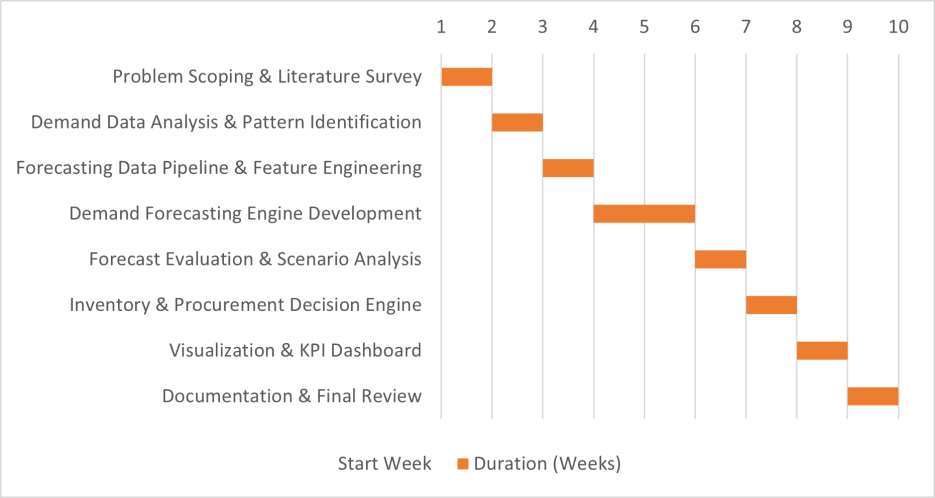 1 2 3 4 5 6 7 8 9 10
Problem Scoping & Literature Survey
Demand Data Analysis & Pattern Identification
Forecasting Data Pipeline & Feature Engineering
Demand Forecasting Engine Development
Forecast Evaluation & Scenario Analysis
Inventory & Procurement Decision Engine
Visualization & KPI Dashboard
Documentation & Final Review
Start Week Duration (Weeks)